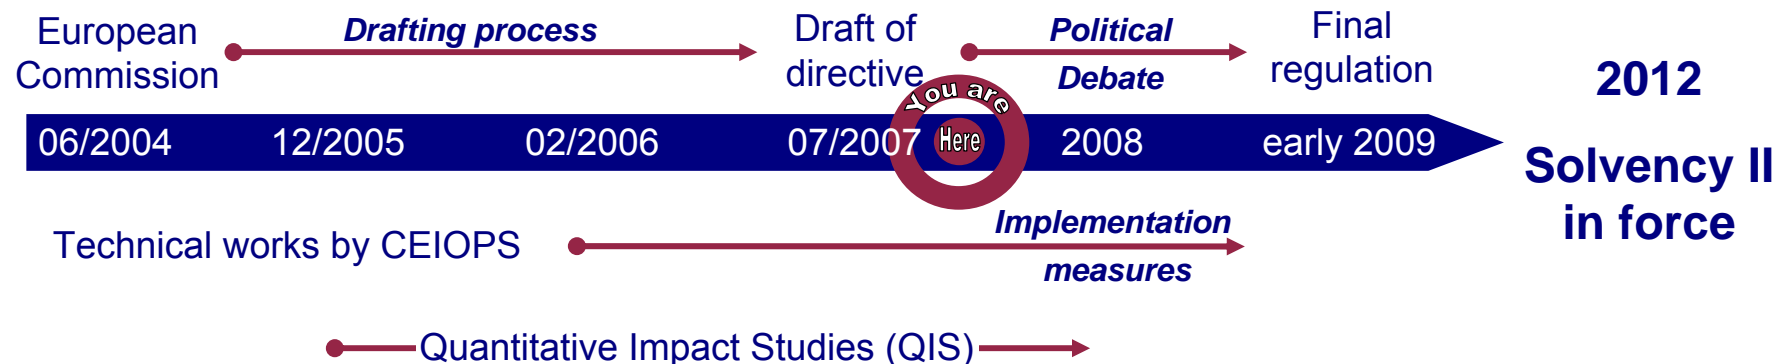 European
Commission
Drafting process
Draft of
directive
Political
Debate
Final
regulation
You are
Here
06/2004 12/2005 02/2006 07/2007 2008 early 2009
2012
Solvency II
in force
Technical works by CEIOPS
Implementation
measures
Quantitative Impact Studies (QIS)